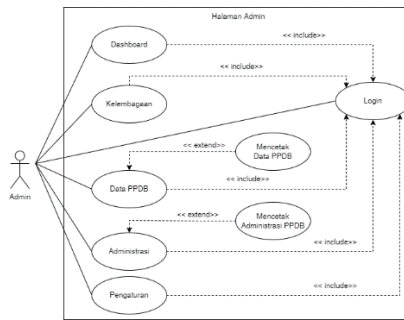 Halaman Admin
Dashboard
<< include>>
Kelembagaan
<< include>>
Login
<< extend>>
Mencetak
Data PPDB
Data PPDB
<< include>>
Admin
<< extend>>
Mencetak
Administrasi PPDB
Administrasi
<< include>>
Pengaturan
<< include>>